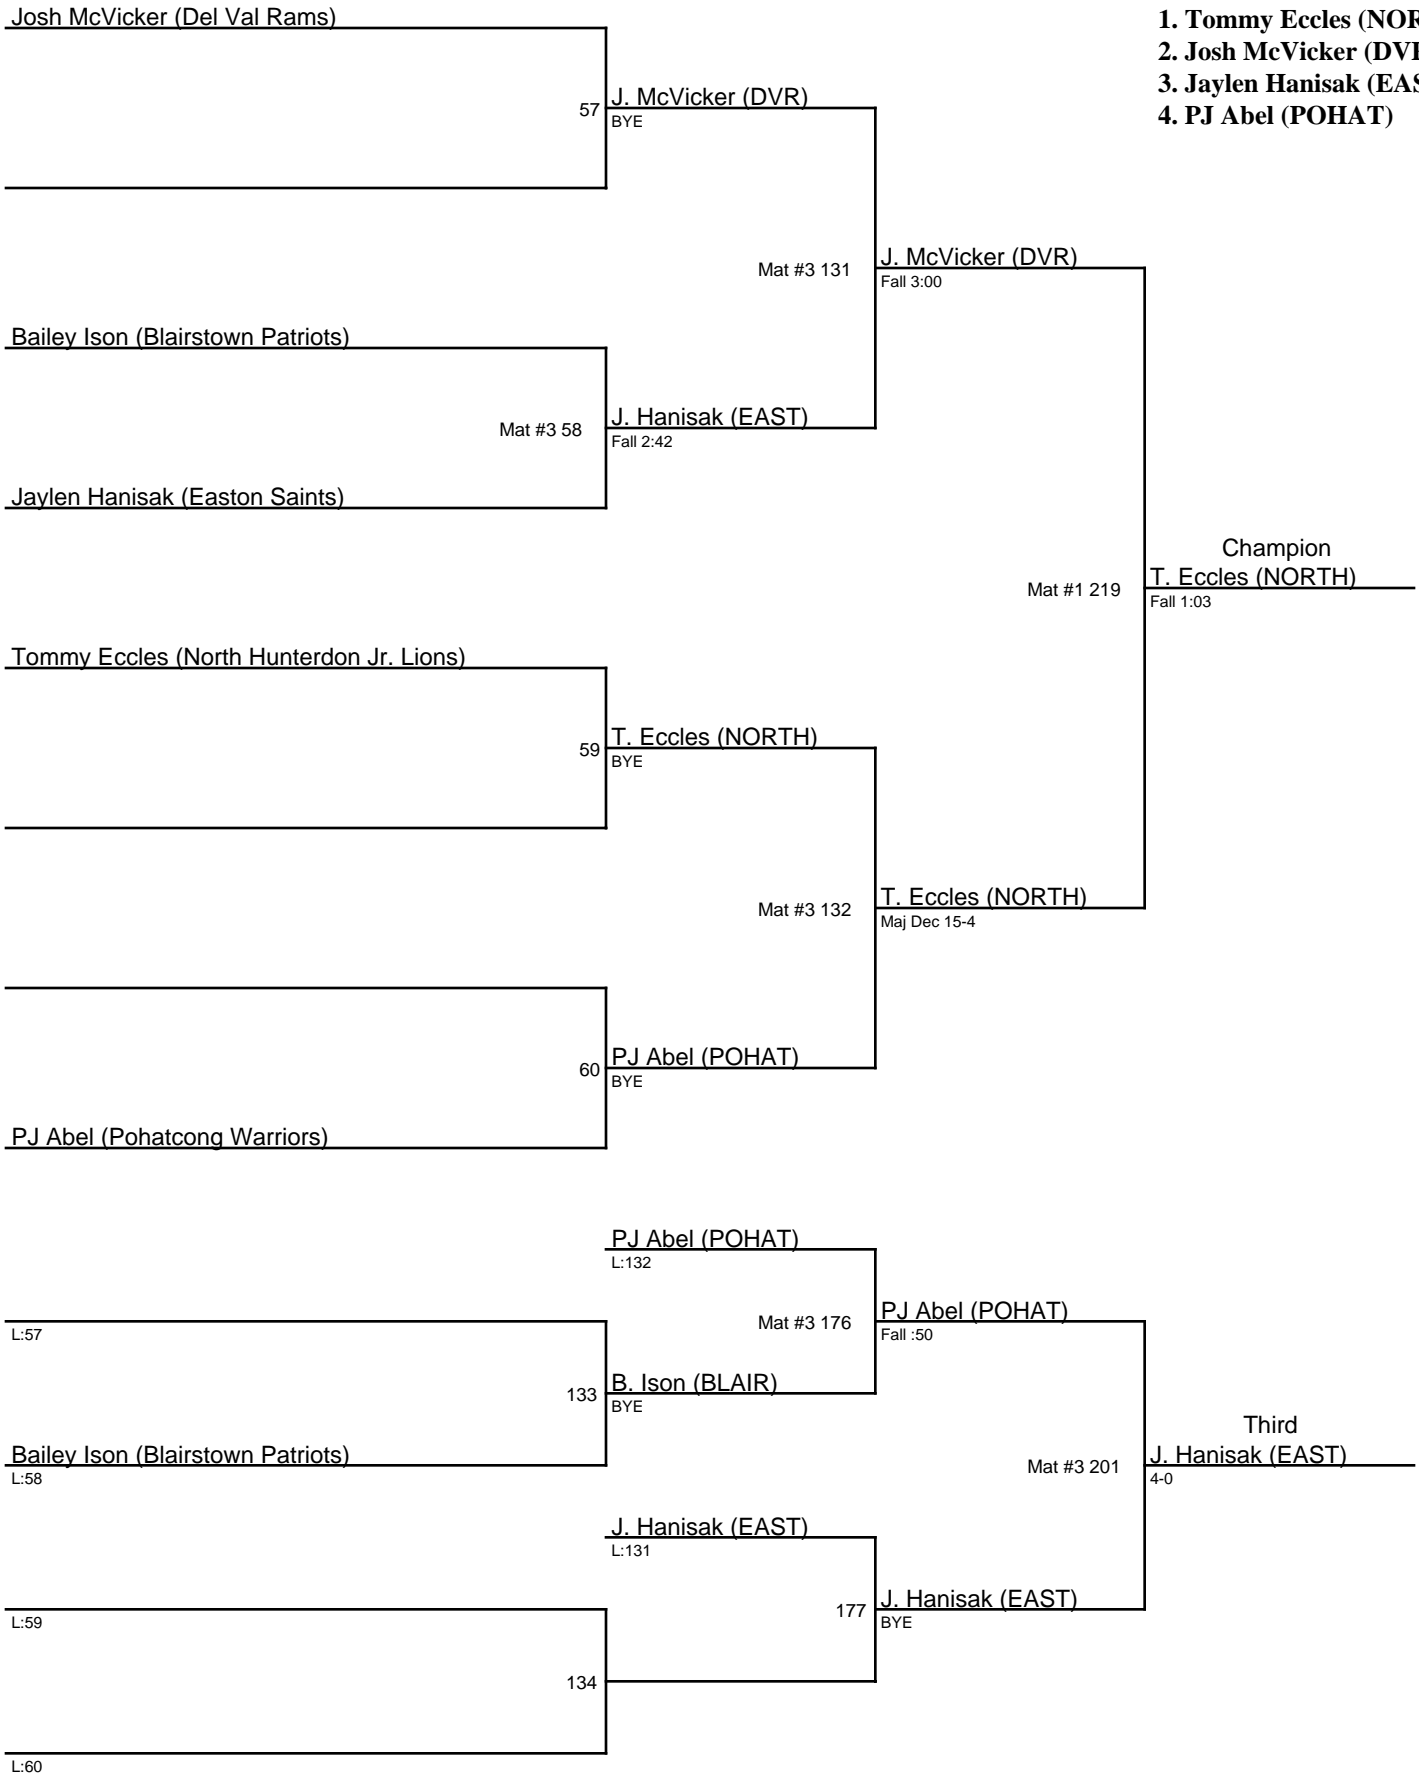 Josh McVicker (Del Val Rams)
1. Tommy Eccles (NOR
2. Josh McVicker (DV
3. Jaylen Hanisak (EAS
4. PJ Abel (POHAT)
57
J. McVicker (DVR)
BYE
Mat #3 131
J. McVicker (DVR)
Fall 3:00
Bailey Ison (Blairstown Patriots)
Mat #3 58
J. Hanisak (EAST)
Fall 2:42
Jaylen Hanisak (Easton Saints)
Champion
Mat #1 219
T. Eccles (NORTH)
Fall 1:03
Tommy Eccles (North Hunterdon Jr. Lions)
59
T. Eccles (NORTH)
BYE
Mat #3 132
T. Eccles (NORTH)
Maj Dec 15-4
60
PJ Abel (POHAT)
BYE
PJ Abel (Pohatcong Warriors)
PJ Abel (POHAT)
L:132
L:57
Mat #3 176
PJ Abel (POHAT)
Fall :50
133
B. Ison (BLAIR)
BYE
Bailey Ison (Blairstown Patriots)
L:58
Third
Mat #3 201
J. Hanisak (EAST)
4-0
J. Hanisak (EAST)
L:131
L:59
177
J. Hanisak (EAST)
BYE
134
L:60